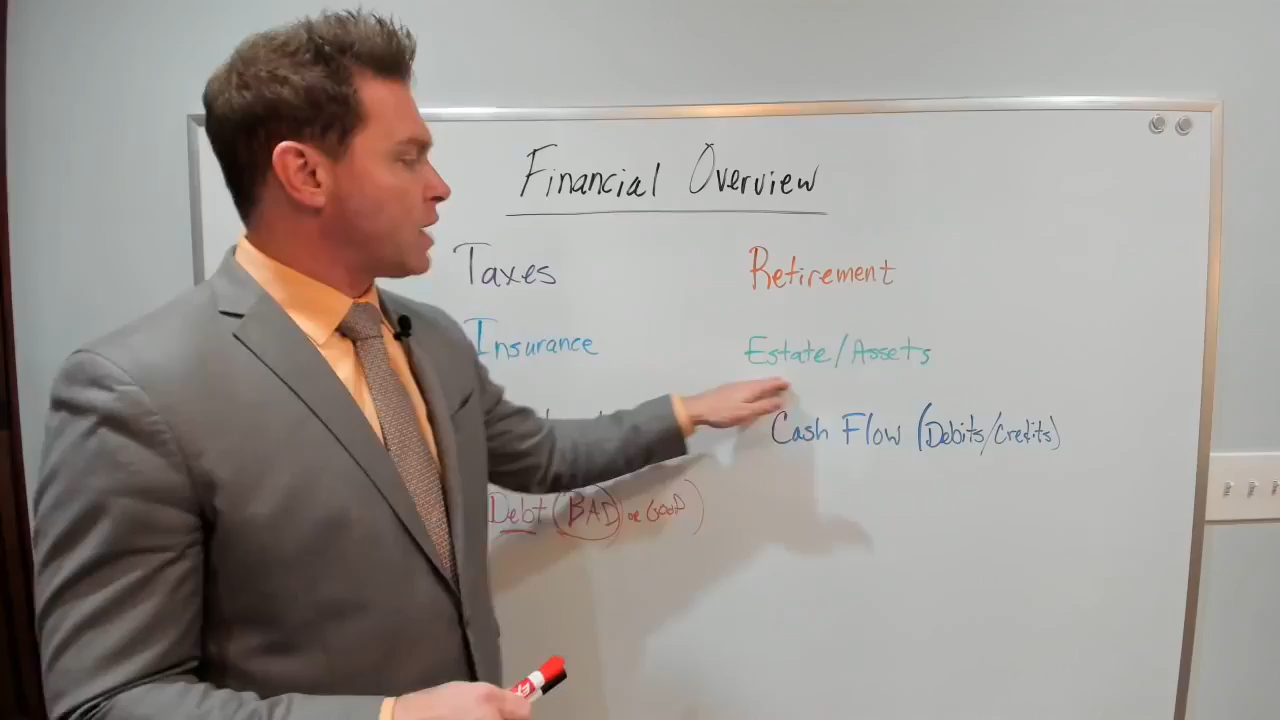 Financial Overview
Taxes
Retirement
Insurance
Estate/Assets
Cash Flow (Debits/Credits)
Debt (BAD or GOOD)